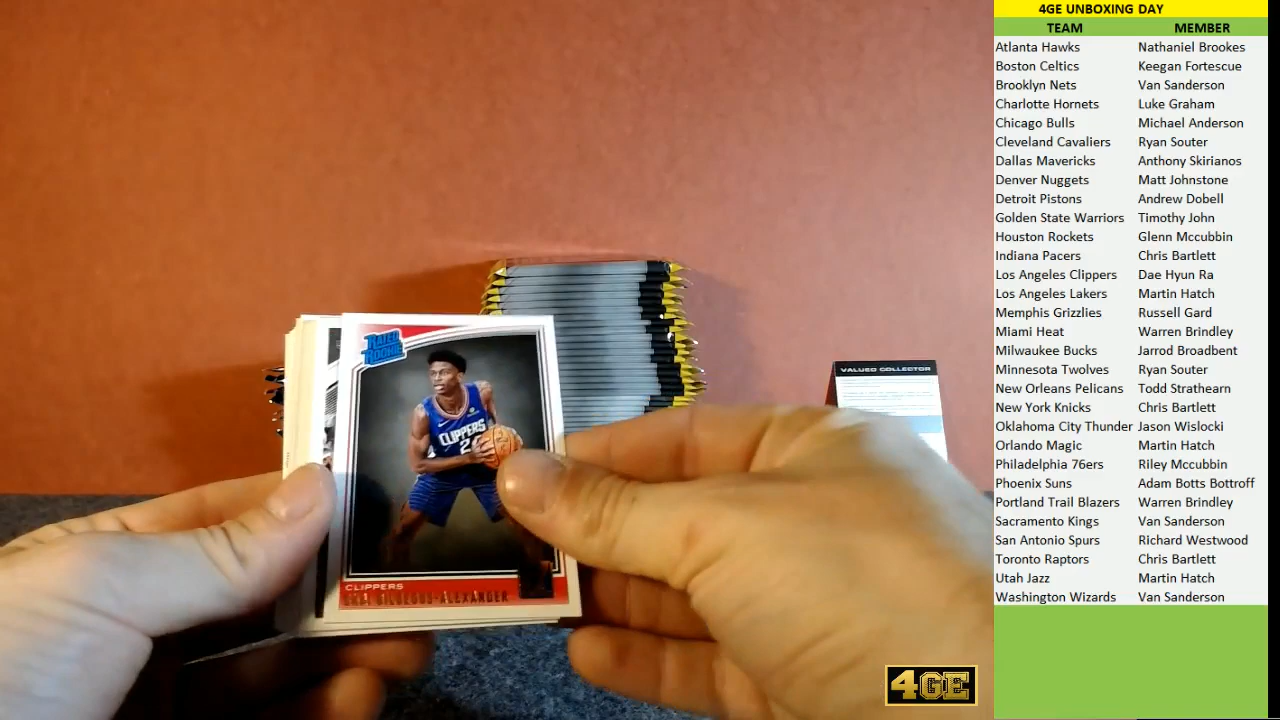 4GE UNBOXING DAY
TEAM MEMBER
Atlanta Hawks Nathaniel Brookes
Boston Celtics Keegan Fortescue
Brooklyn Nets Van Sanderson
Charlotte Hornets Luke Graham
Chicago Bulls Michael Anderson
Cleveland Cavaliers Ryan Souter
Dallas Mavericks Anthony Skirianos
Denver Nuggets Matt Johnstone
Detroit Pistons Andrew Dobell
Golden State Warriors Timothy John
Houston Rockets Glenn Mccubbin
Indiana Pacers Chris Bartlett
Los Angeles Clippers Dae Hyun Ra
Los Angeles Lakers Martin Hatch
Memphis Grizzlies Russell Gard
Miami Heat Warren Brindley
Milwaukee Bucks Jarrod Broadbent
Minnesota Twolves Ryan Souter
New Orleans Pelicans Todd Strathearn
New York Knicks Chris Bartlett
Oklahoma City Thunder Jason Wislocki
Orlando Magic Martin Hatch
Philadelphia 76ers Riley Mccubbin
Phoenix Suns Adam Botts Bottroff
Portland Trail Blazers Warren Brindley
Sacramento Kings Van Sanderson
San Antonio Spurs Richard Westwood
Toronto Raptors Chris Bartlett
Utah Jazz Martin Hatch
Washington Wizards Van Sanderson
RATED
ROOKIE
CLIPPERS
2
CLIPPERS
SHAI GILGEOUS-ALEXANDER
VALUED COLLECTOR
4GE